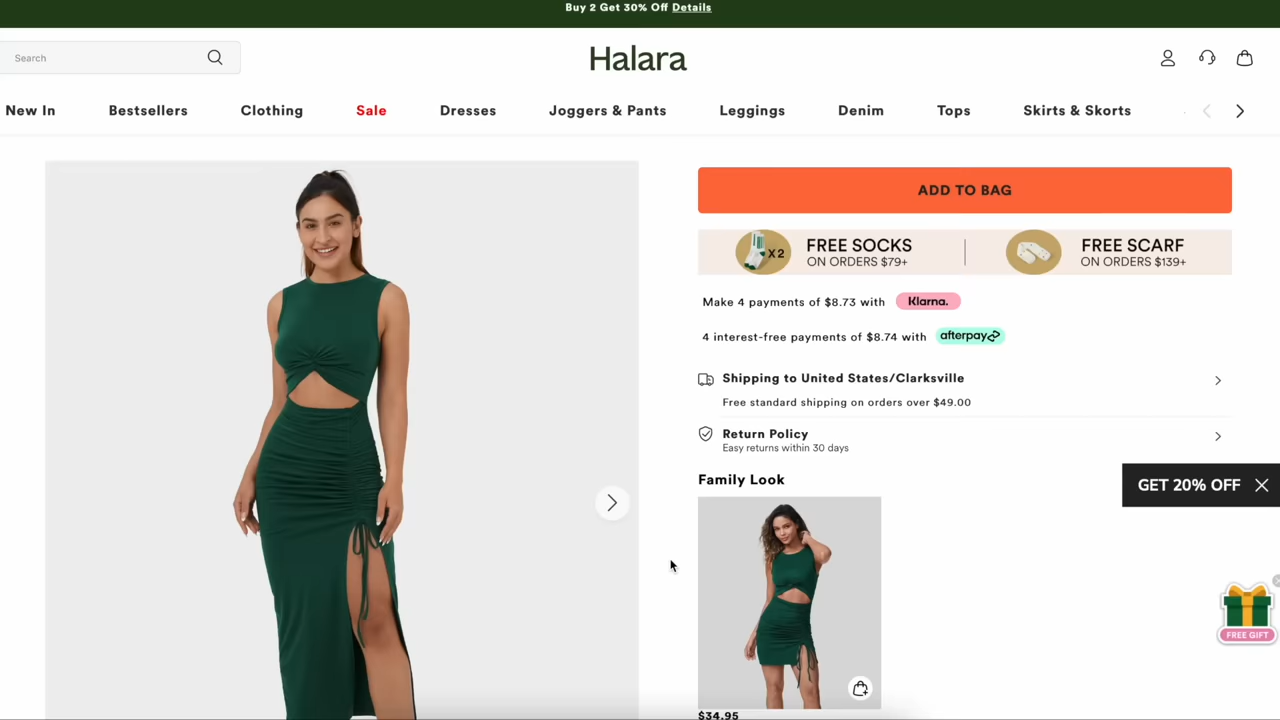 Buy 2 Get 30% Off Details
Search
Halara
New In Bestsellers Clothing Sale Dresses Joggers & Pants Leggings Denim Tops Skirts & Skorts
ADD TO BAG
X2 FREE SOCKS
ON ORDERS $79+
FREE SCARF
ON ORDERS $139+
Make 4 payments of $8.73 with Klarna.
4 interest-free payments of $8.74 with afterpay
Shipping to United States/Clarksville
Free standard shipping on orders over $49.00
Return Policy
Easy returns within 30 days
Family Look
GET 20% OFF
FREE GIFT
$34.95